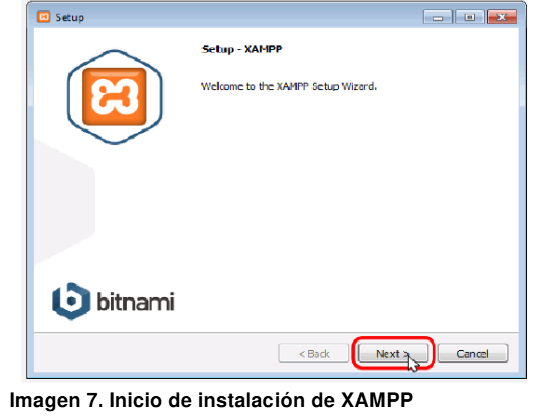 Setup
Setup - XAMPP
Welcome to the XAMPP Setup Wizard.
bitnami
< Back
Next >
Cancel
Imagen 7. Inicio de instalación de XAMPP